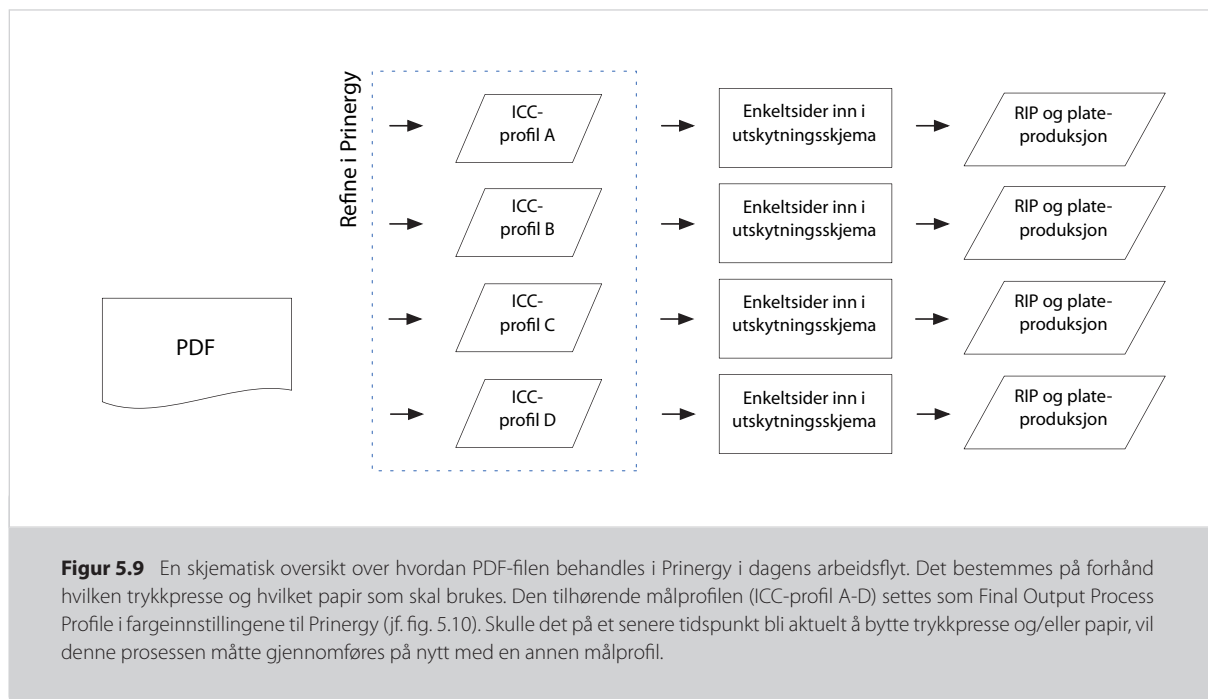 PDF
Refine i Prinergy
ICC-
profil A
Enkeltsider inn i
utskytningsskjema
RIP og plate-
produksjon
ICC-
profil B
Enkeltsider inn i
utskytningsskjema
RIP og plate-
produksjon
ICC-
profil C
Enkeltsider inn i
utskytningsskjema
RIP og plate-
produksjon
ICC-
profil D
Enkeltsider inn i
utskytningsskjema
RIP og plate-
produksjon
Figur 5.9 En skjematisk oversikt over hvordan PDF-filen behandles i Prinergy i dagens arbeidsflyt. Det bestemmes på forhånd
hvilken trykkpresse og hvilket papir som skal brukes. Den tilhørende målprofilen (ICC-profil A-D) settes som Final Output Process
Profile i fargeinnstillingene til Prinergy (jf. fig. 5.10). Skulle det på et senere tidspunkt bli aktuelt å bytte trykkpresse og/eller papir, vil
denne prosessen måtte gjennomføres på nytt med en annen målprofil.